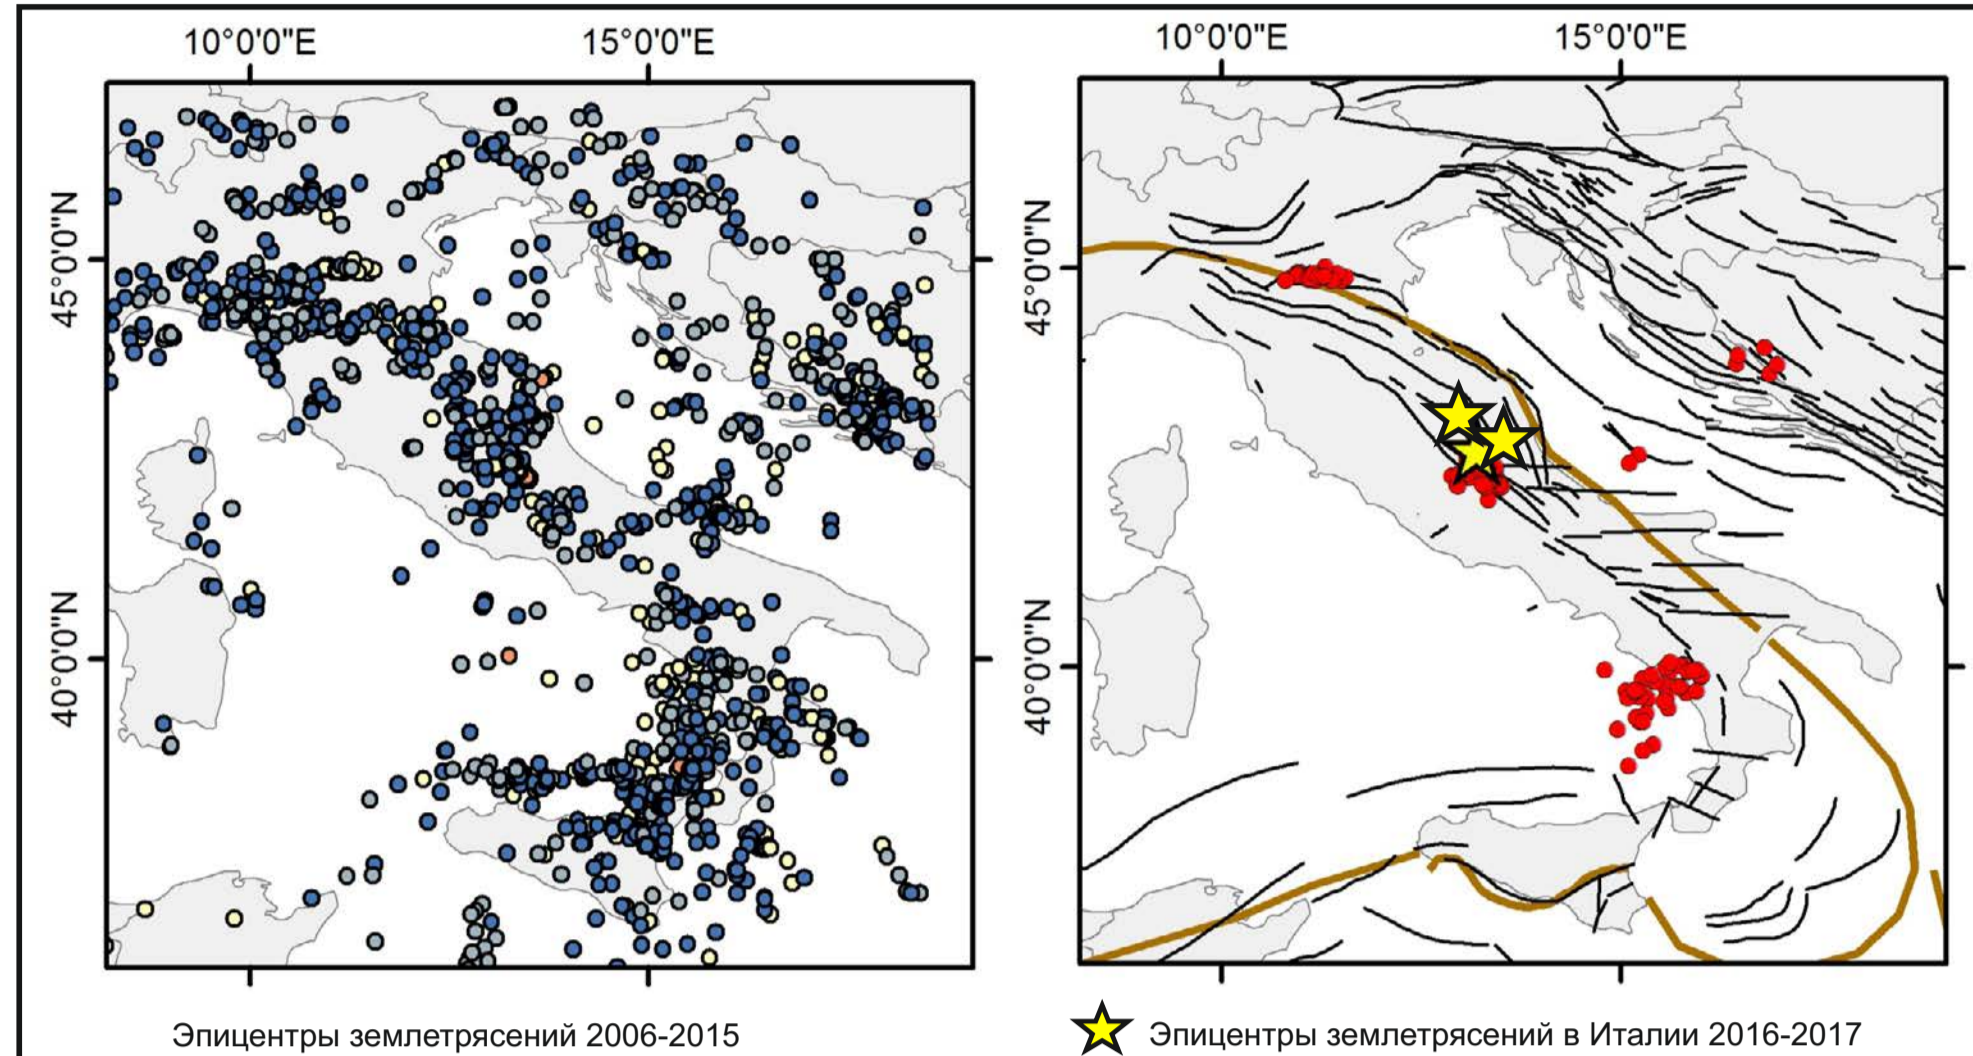 10°0'0"E 15°0'0"E 10°0'0"E 15°0'0"E
45°0'0"N 45°0'0"N
40°0'0"N 40°0'0"N
Эпицентры землетрясений 2006-2015 Эпицентры землетрясений в Италии 2016-2017